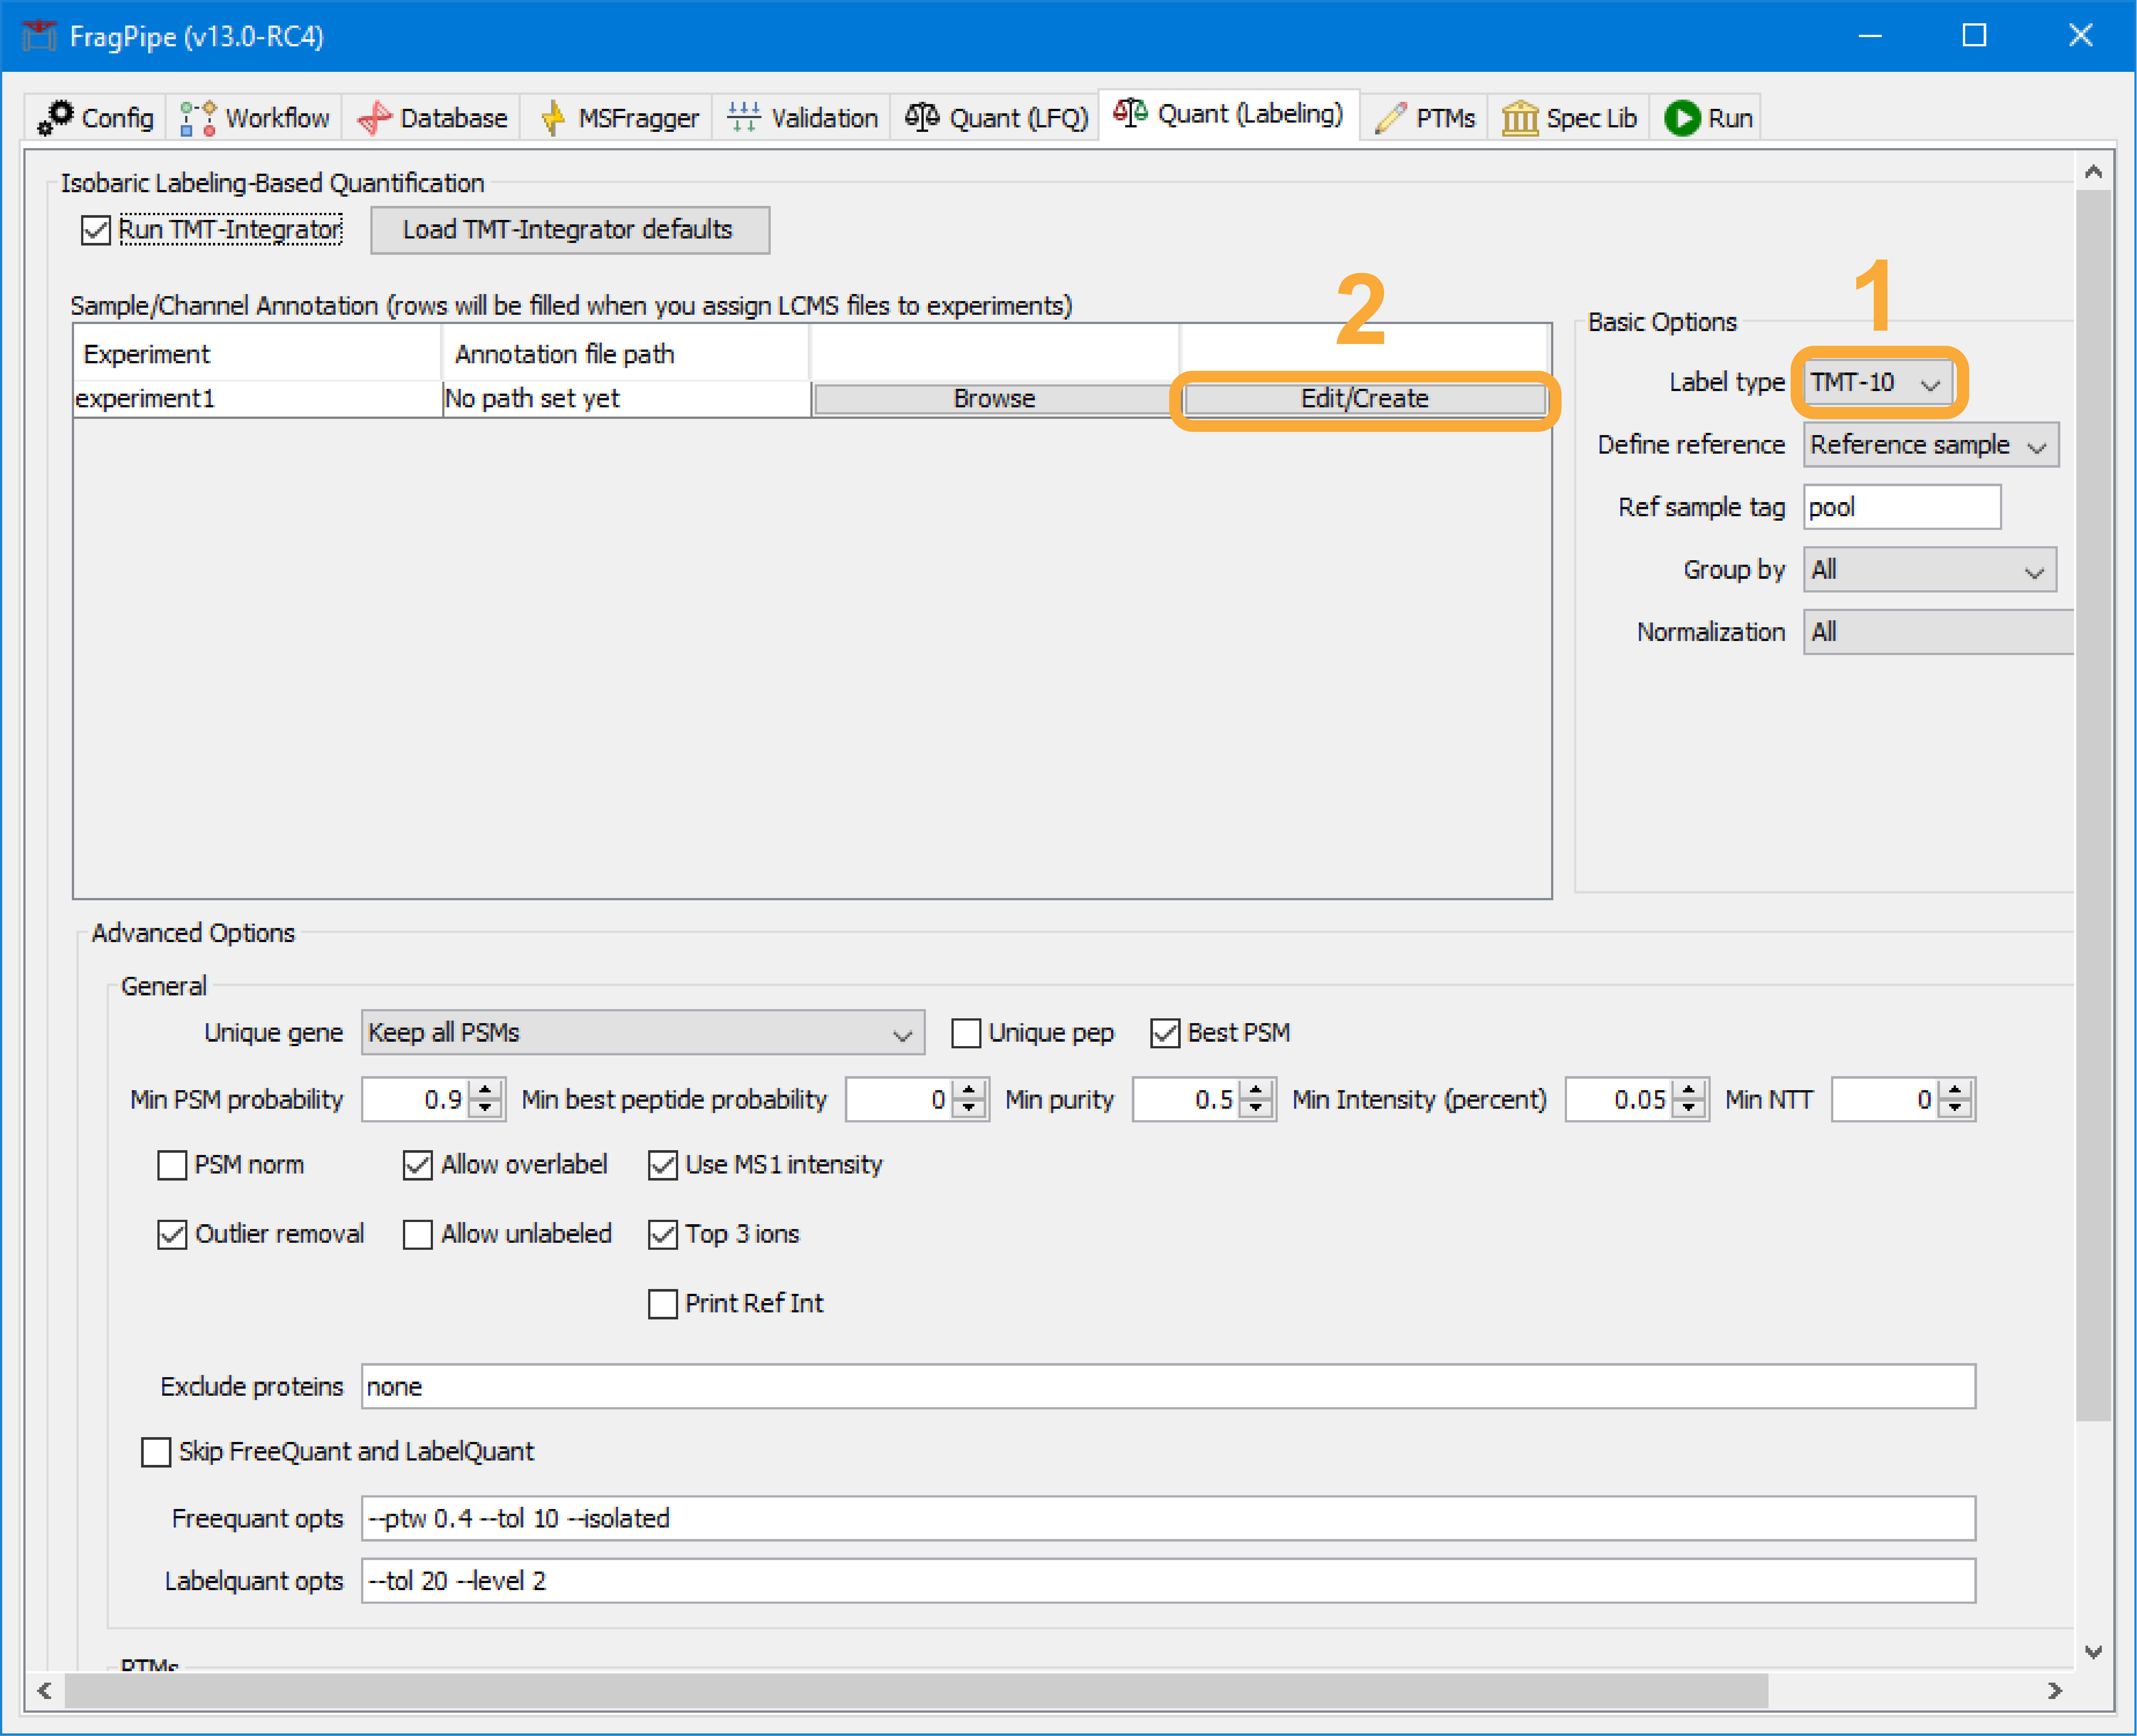 FragPipe (v13.0-RC4)
Config Workflow Database MSFragger Validation Quant (LFQ) Quant (Labeling) PTMs Spec Lib Run
Isobaric Labeling-Based Quantification
Run TMT-Integrator Load TMT-Integrator defaults
Sample/Channel Annotation (rows will be filled when you assign LCMS files to experiments)
2
1
Experiment Annotation file path
experiment1 No path set yet Browse Edit/Create
Basic Options
Label type TMT-10
Define reference Reference sample
Ref sample tag pool
Group by All
Normalization All
Advanced Options
General
Unique gene Keep all PSMs Unique pep Best PSM
Min PSM probability 0.9 Min best peptide probability 0 Min purity 0.5 Min Intensity (percent) 0.05 Min NTT 0
PSM norm Allow overlabel Use MS1 intensity
Outlier removal Allow unlabeled Top 3 ions
Print Ref Int
Exclude proteins none
Skip FreeQuant and LabelQuant
Freequant opts --ptw 0.4 --tol 10 --isolated
Labelquant opts --tol 20 --level 2
PTMs